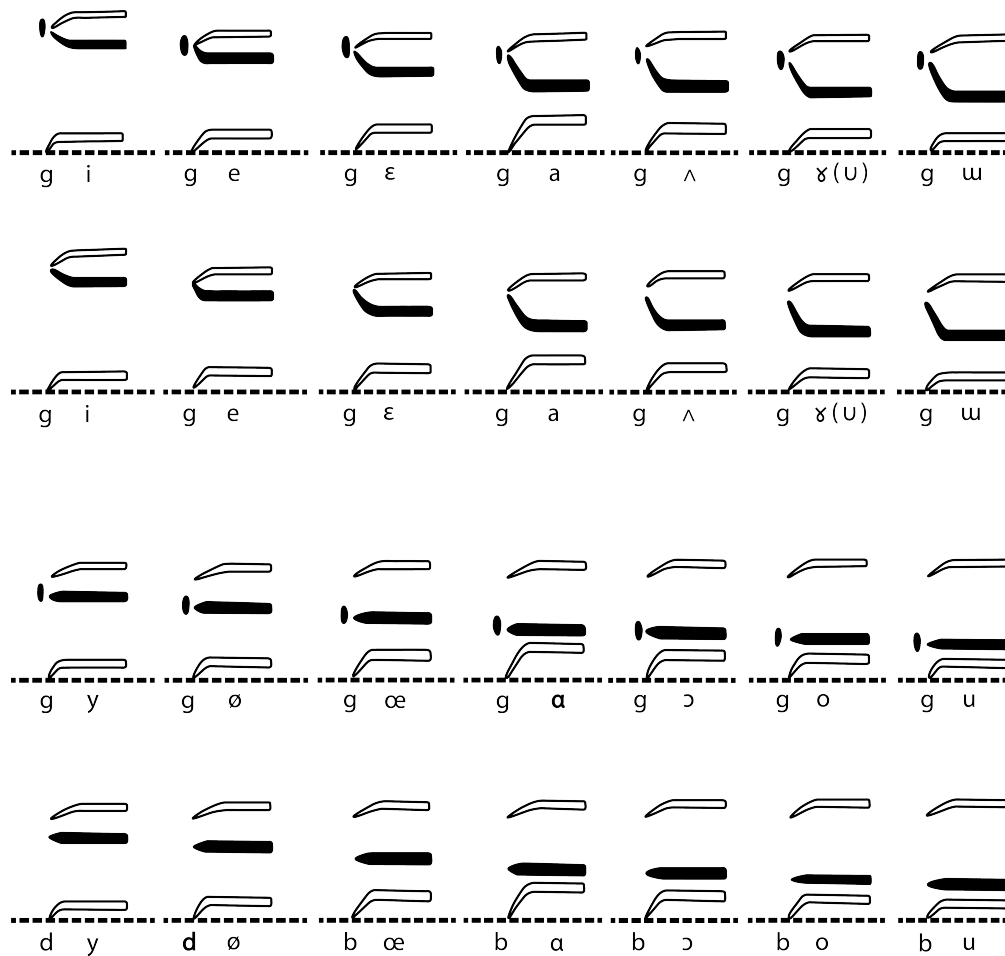 g i g e g ɛ g a g ʌ g ɤ(ʊ) g ɯ
g i g e g ɛ g a g ʌ g ɤ(ʊ) g ɯ
g y g ø g œ g ɑ g ɔ g o g u
d y d ø b œ b ɑ b ɔ b o b u